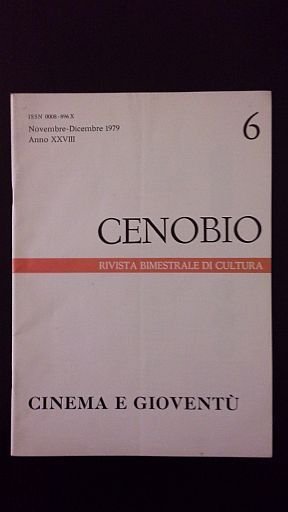 ISSN 0008-896 X
Novembre-Dicembre 1979
Anno XXVIII
6
CENOBIO
RIVISTA BIMESTRALE DI CULTURA
CINEMA E GIOVENTÙ